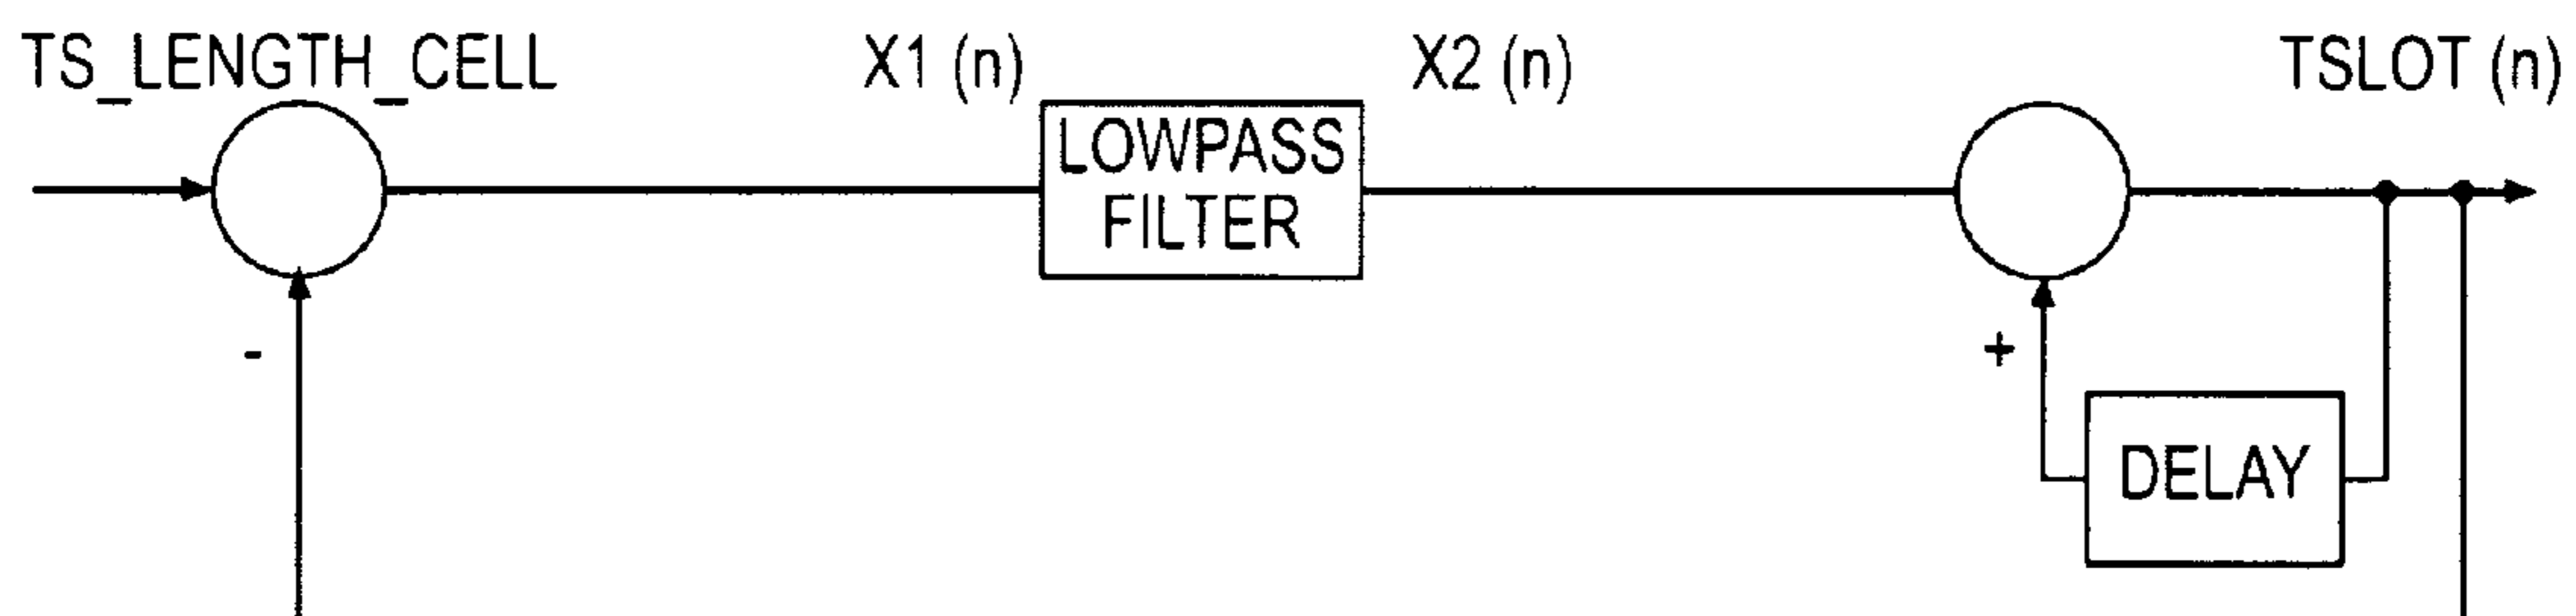 TS_LENGTH_CELL
X1 (n)
X2 (n)
TSLOT (n)
LOWPASS
FILTER
-
+
DELAY